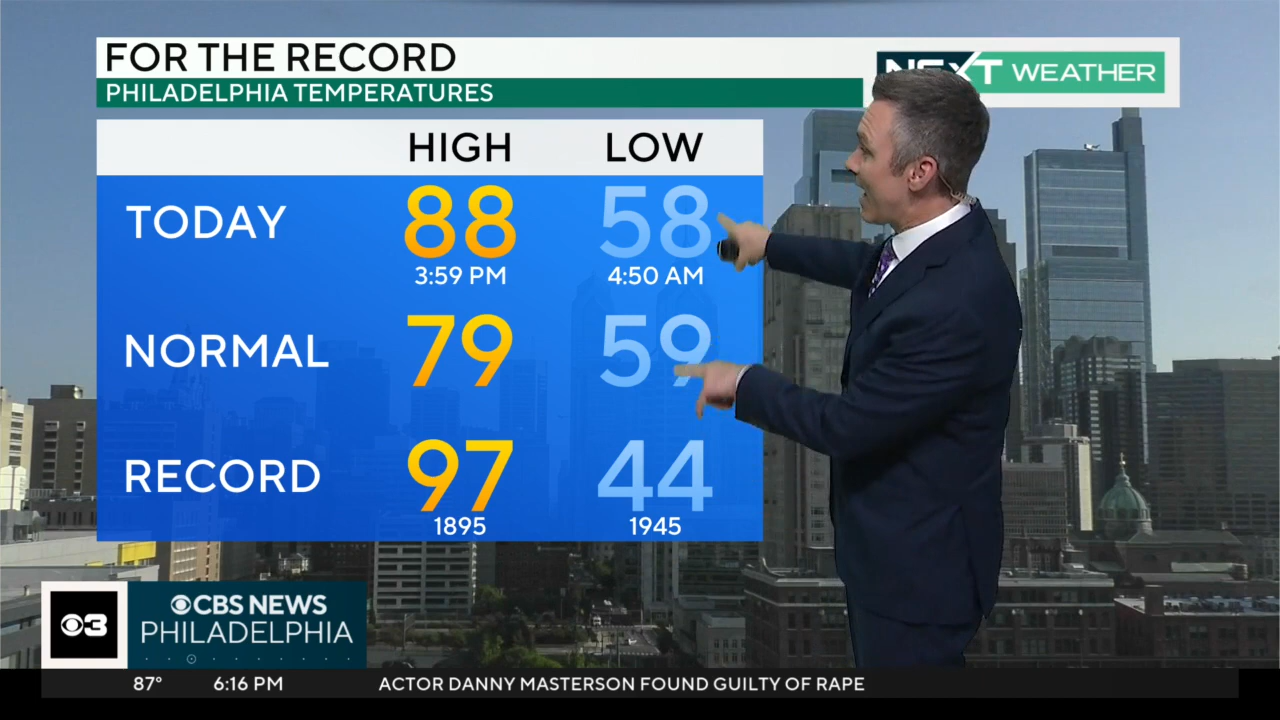 FOR THE RECORD
PHILADELPHIA TEMPERATURES
NEXT WEATHER
HIGH LOW
TODAY 88 58
3:59 PM 4:50 AM
NORMAL 79 59
RECORD 97 44
1895 1945
3 CBS NEWS
PHILADELPHIA
87° 6:16 PM ACTOR DANNY MASTERSON FOUND GUILTY OF RAPE